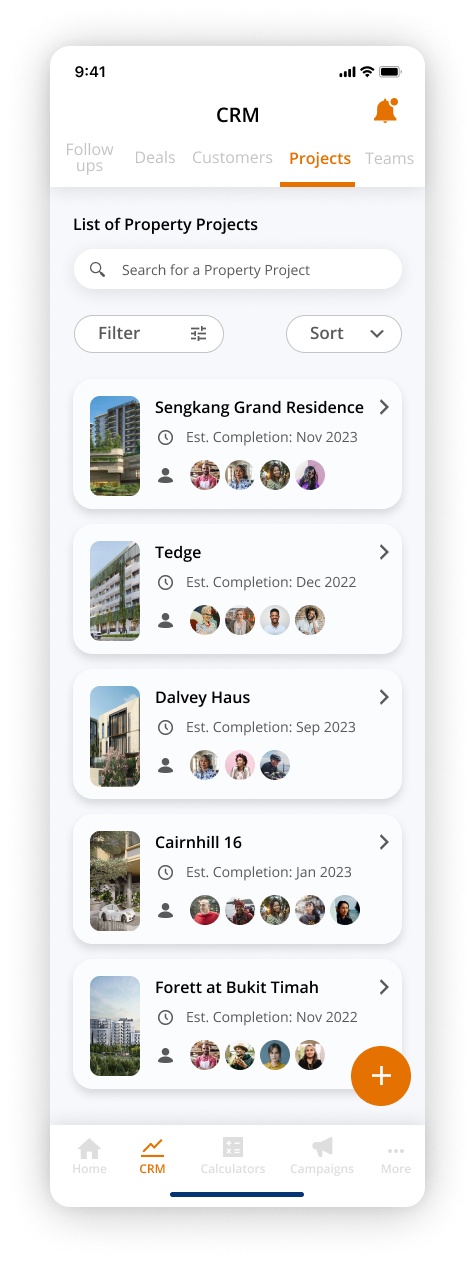 9:41
CRM
Follow
ups
Deals
Customers
Projects
Teams
List of Property Projects
Search for a Property Project
Filter
Sort
Sengkang Grand Residence
Est. Completion: Nov 2023
Tedge
Est. Completion: Dec 2022
Dalvey Haus
Est. Completion: Sep 2023
Cairnhill 16
Est. Completion: Jan 2023
Forett at Bukit Timah
Est. Completion: Nov 2022
Home
CRM
Calculators
Campaigns
More